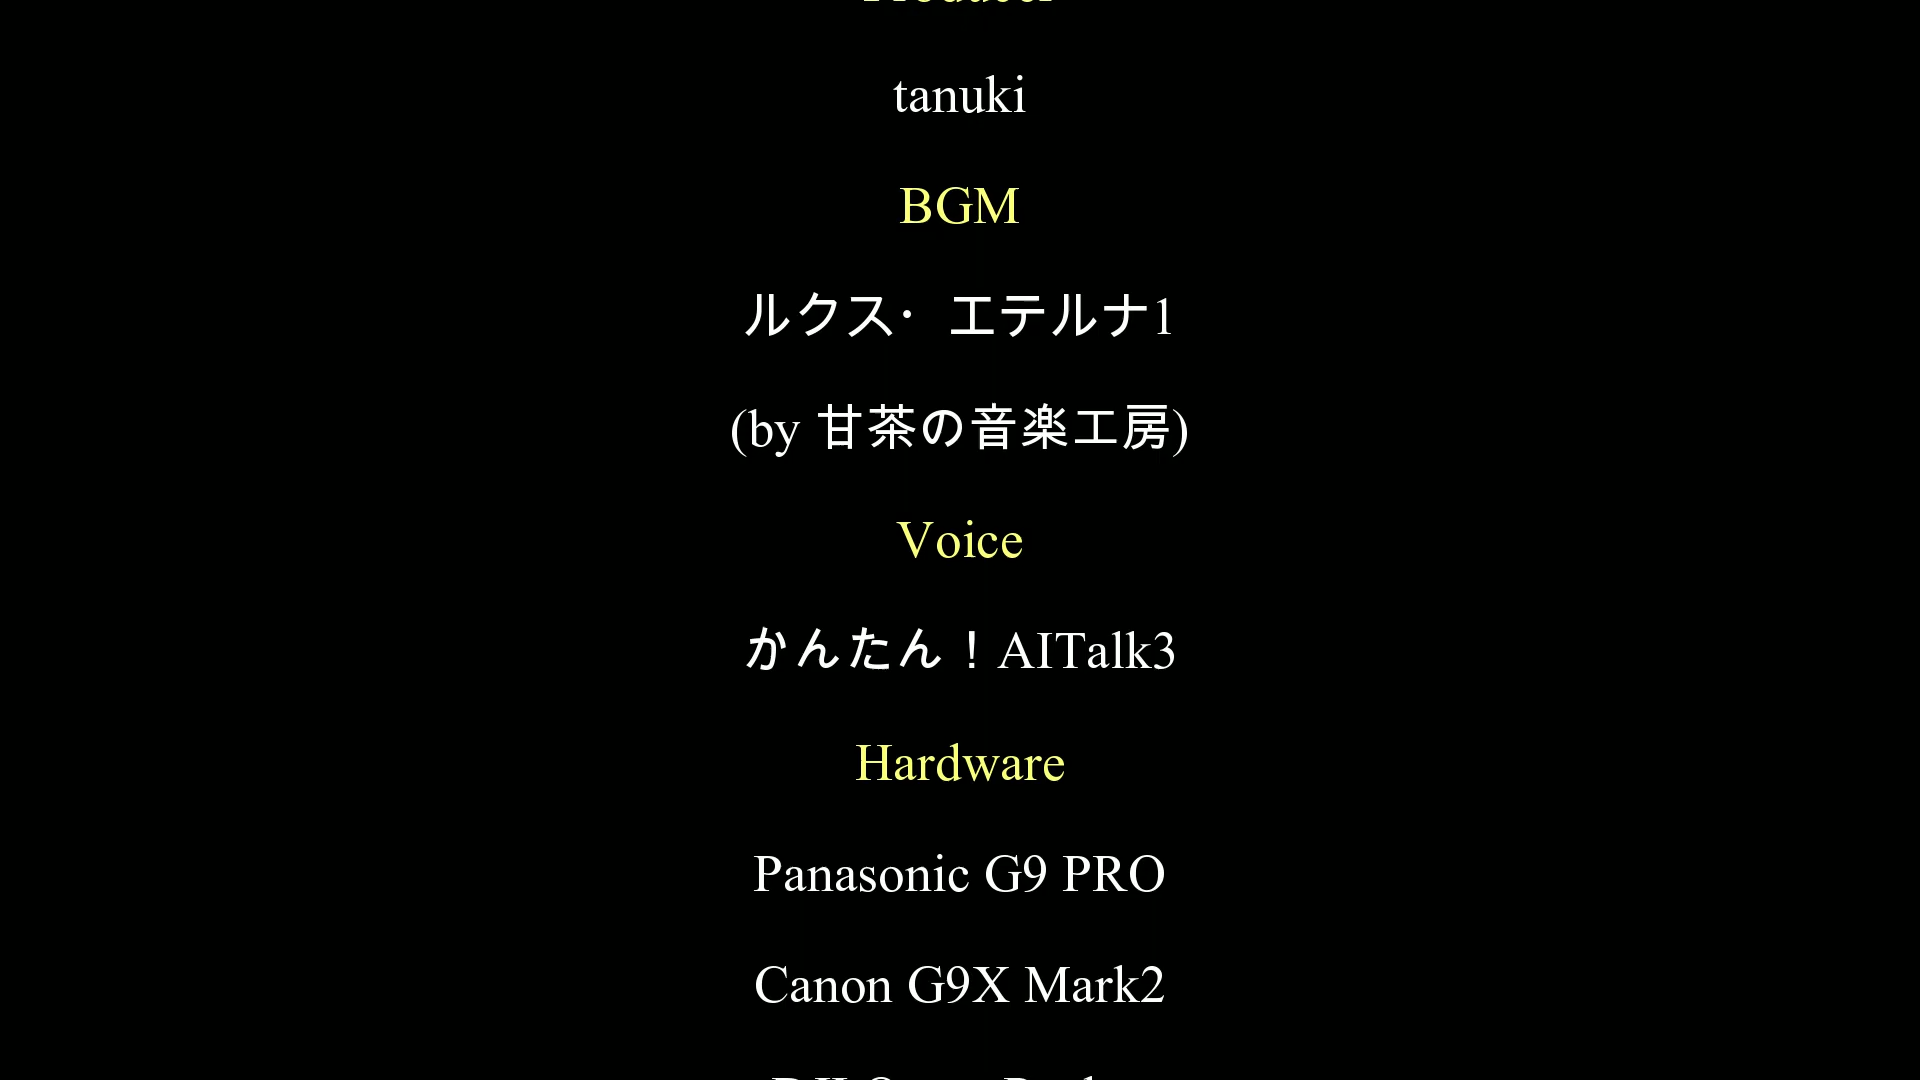 Producer
tanuki
BGM
ルクス・エテルナ1
(by 甘茶の音楽工房)
Voice
かんたん！AITalk3
Hardware
Panasonic G9 PRO
Canon G9X Mark2